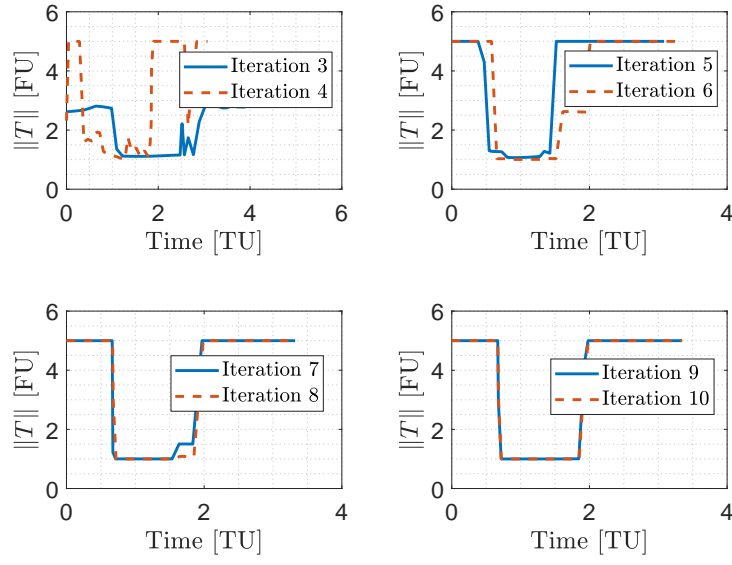 6
4
2
0
‖T‖ [FU]
Iteration 3
Iteration 4
0 2 4 6
Time [TU]
6
4
2
0
‖T‖ [FU]
Iteration 5
Iteration 6
0 2 4
Time [TU]
6
4
2
0
‖T‖ [FU]
Iteration 7
Iteration 8
0 2 4
Time [TU]
6
4
2
0
‖T‖ [FU]
Iteration 9
Iteration 10
0 2 4
Time [TU]